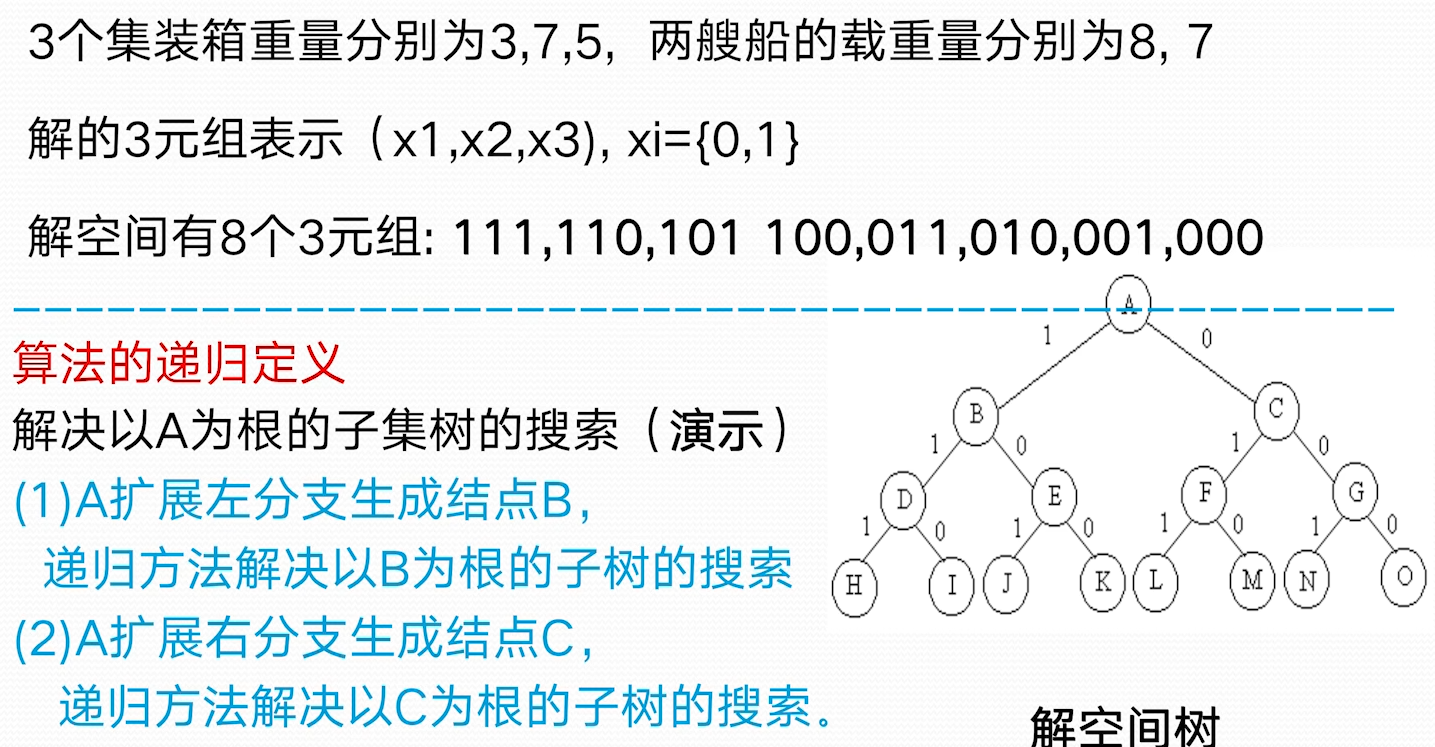 3个集装箱重量分别为3,7,5, 两艘船的载重量分别为8, 7
解的3元组表示（x1,x2,x3), xi={0,1}
解空间有8个3元组: 111,110,101 100,011,010,001,000
算法的递归定义
解决以A为根的子集树的搜索（演示）
(1)A扩展左分支生成结点B，
递归方法解决以B为根的子树的搜索
(2)A扩展右分支生成结点C，
递归方法解决以C为根的子树的搜索。
A
1 0
B C
1 0 1 0
D E F G
1 0 1 0 1 0 1 0
H I J K L M N O
解空间树